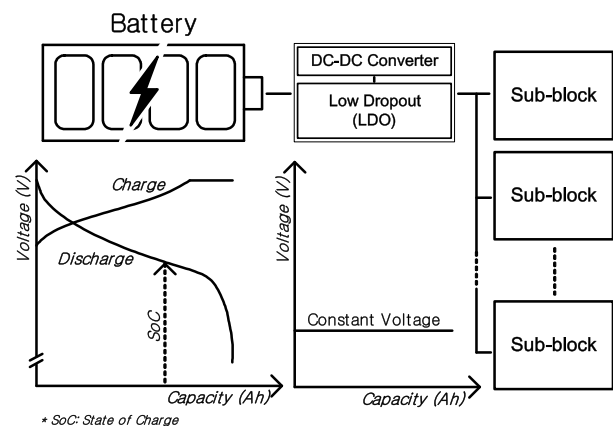 Battery
DC-DC Converter
Low Dropout
(LDO)
Sub-block
Sub-block
Sub-block
Voltage (V)
Charge
Discharge
SoC
Capacity (Ah)
Voltage (V)
Constant Voltage
Capacity (Ah)
* SoC: State of Charge